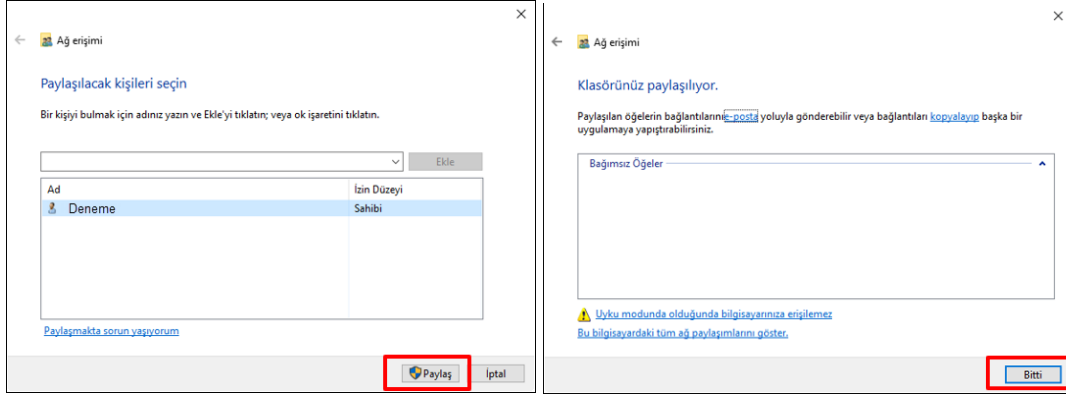 Ağ erişimi
Paylaşılacak kişileri seçin
Bir kişiyi bulmak için adınız yazın ve Ekle'yi tıklatın; veya ok işaretini tıklatın.
Ekle
Ad İzin Düzeyi
Deneme Sahibi
Paylaşmakta sorun yaşıyorum
Paylaş İptal
Ağ erişimi
Klasörünüz paylaşılıyor.
Paylaşılan öğelerin bağlantılarınıe-posta yoluyla gönderebilir veya bağlantıları kopyalayıp başka bir
uygulamaya yapıştırabilirsiniz.
Bağımsız Öğeler
Uyku modunda olduğunda bilgisayarınıza erişilemez
Bu bilgisayardaki tüm ağ paylaşımlarını göster.
Bitti